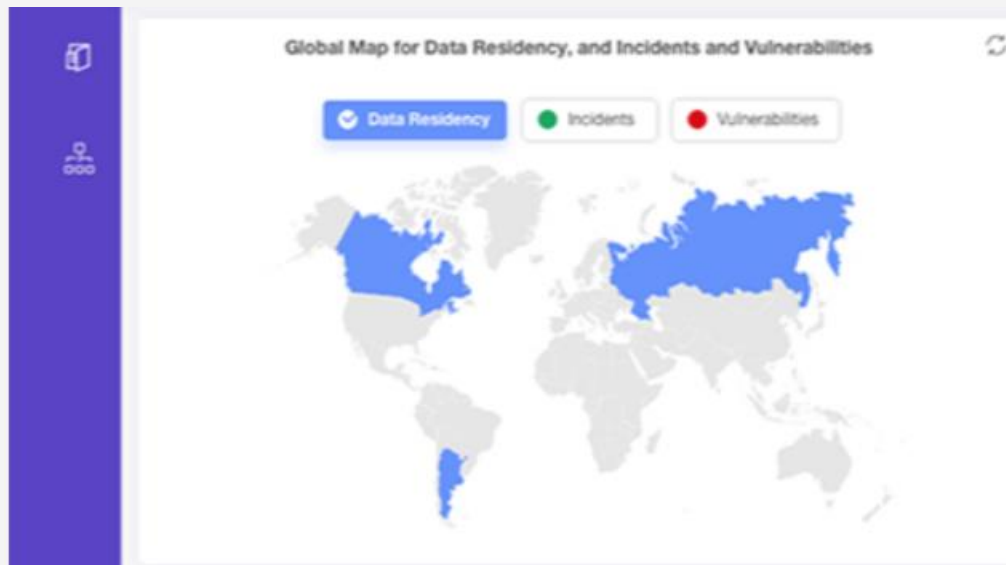 Global Map for Data Residency, and Incidents and Vulnerabilities
Data Residency
Incidents
Vulnerabilities